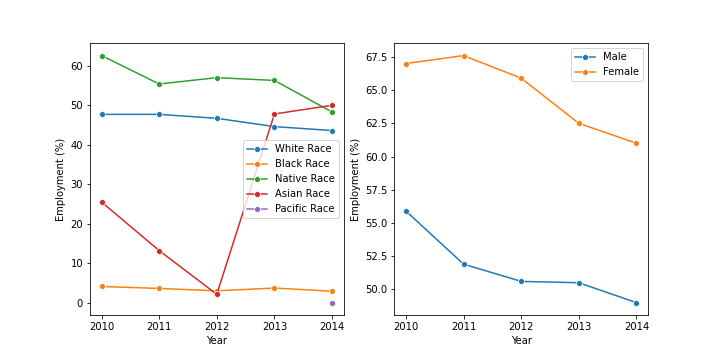 60
50
40
30
20
10
0
Employment (%)
2010 2011 2012 2013 2014
Year
White Race
Black Race
Native Race
Asian Race
Pacific Race
67.5
65.0
62.5
60.0
57.5
55.0
52.5
50.0
Employment (%)
2010 2011 2012 2013 2014
Year
Male
Female